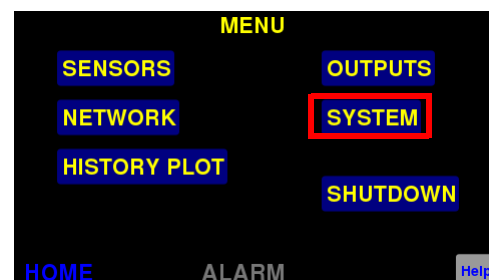 MENU
SENSORS OUTPUTS
NETWORK SYSTEM
HISTORY PLOT
SHUTDOWN
HOME ALARM Help